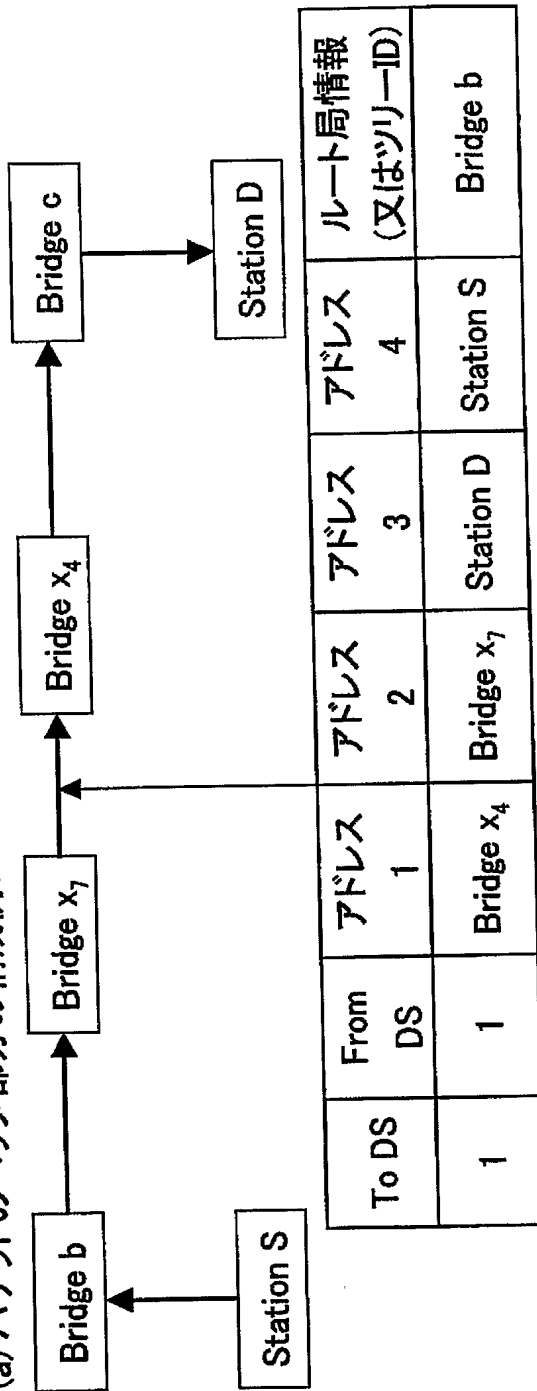 Bridge b
Bridge x₇
Bridge x₄
Bridge c
Station S
Station D
To DS
From DS
アドレス 1
アドレス 2
アドレス 3
アドレス 4
ルート局情報
(又はツリーID)
1
1
Bridge x₄
Bridge x₇
Station D
Station S
Bridge b